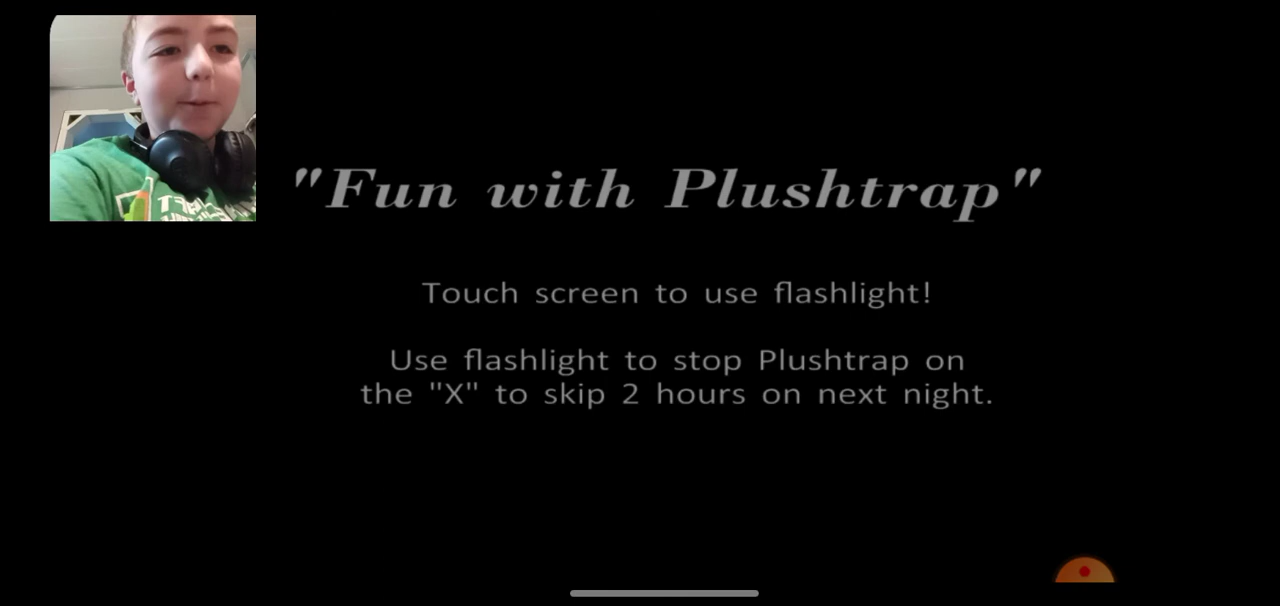 "Fun with Plushtrap"
Touch screen to use flashlight!
Use flashlight to stop Plushtrap on
the "X" to skip 2 hours on next night.